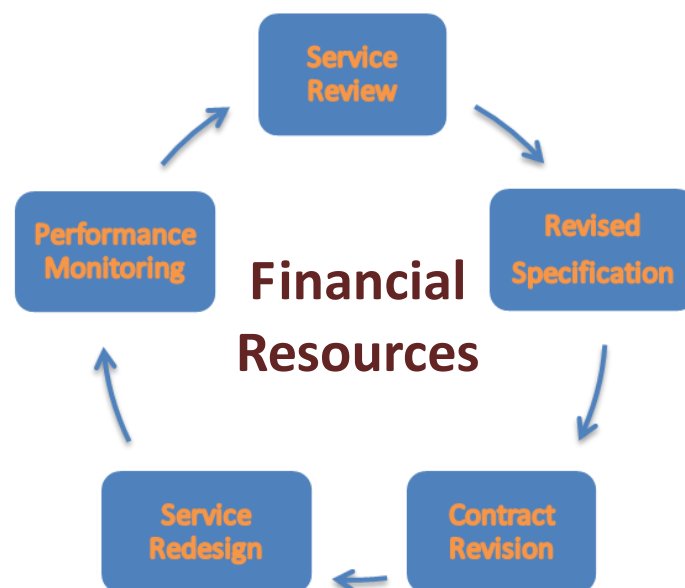 Service
Review
Revised
Specification
Performance
Monitoring
Financial
Resources
Contract
Revision
Service
Redesign